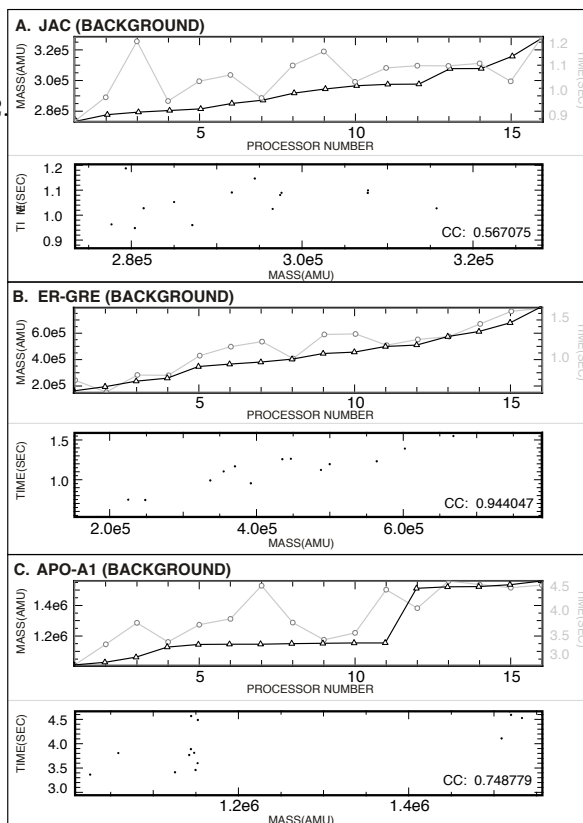 A. JAC (BACKGROUND)
MASS(AMU)
3.2e5
3.0e5
2.8e5
1.2
1.1
1.0
0.9
TIME(SEC)
5 10 15
PROCESSOR NUMBER
TIME(SEC)
1.2
1.1
1.0
0.9
CC: 0.567075
2.8e5 3.0e5 3.2e5
MASS(AMU)
B. ER-GRE (BACKGROUND)
MASS(AMU)
6.0e5
4.0e5
2.0e5
1.5
1.0
TIME(SEC)
5 10 15
PROCESSOR NUMBER
TIME(SEC)
1.5
1.0
CC: 0.944047
2.0e5 4.0e5 6.0e5
MASS(AMU)
C. APO-A1 (BACKGROUND)
MASS(AMU)
1.4e6
1.2e6
4.5
4.0
3.5
3.0
TIME(SEC)
5 10 15
PROCESSOR NUMBER
TIME(SEC)
4.5
4.0
3.5
3.0
CC: 0.748779
1.2e6 1.4e6
MASS(AMU)